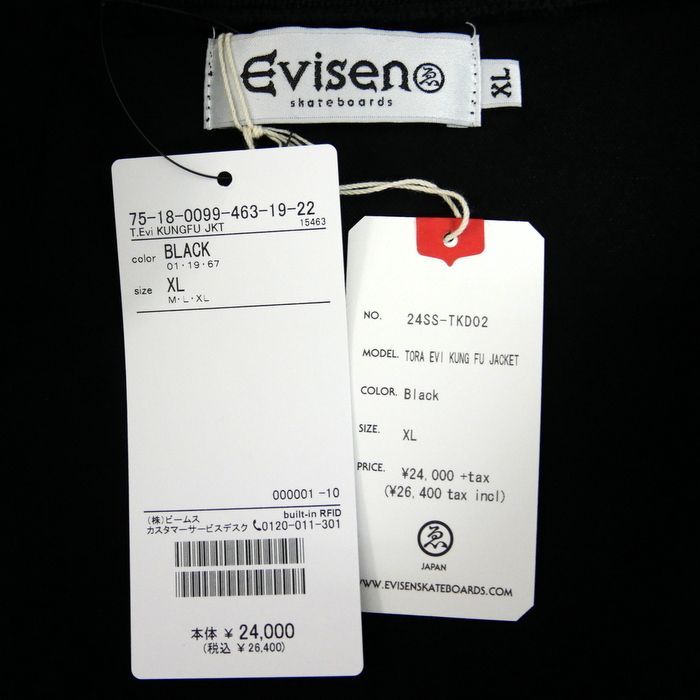 Evisen ゑ
skateboards
XL
75-18-0099-463-19-22
T.Evi KUNGFU JKT 15463
color BLACK
01・19・67
size XL
M・L・XL
000001 -10
(株)ビームス built-in RFID
カスタマーサービスデスク 0120-011-301
本体 ¥ 24,000
(税込 ¥ 26,400)
NO. 24SS-TKD02
MODEL. TORA EVI KUNG FU JACKET
COLOR. Black
SIZE. XL
PRICE. ¥24,000 +tax
(¥26,400 tax incl)
ゑ
JAPAN
WWW.EVISENSKATEBOARDS.COM